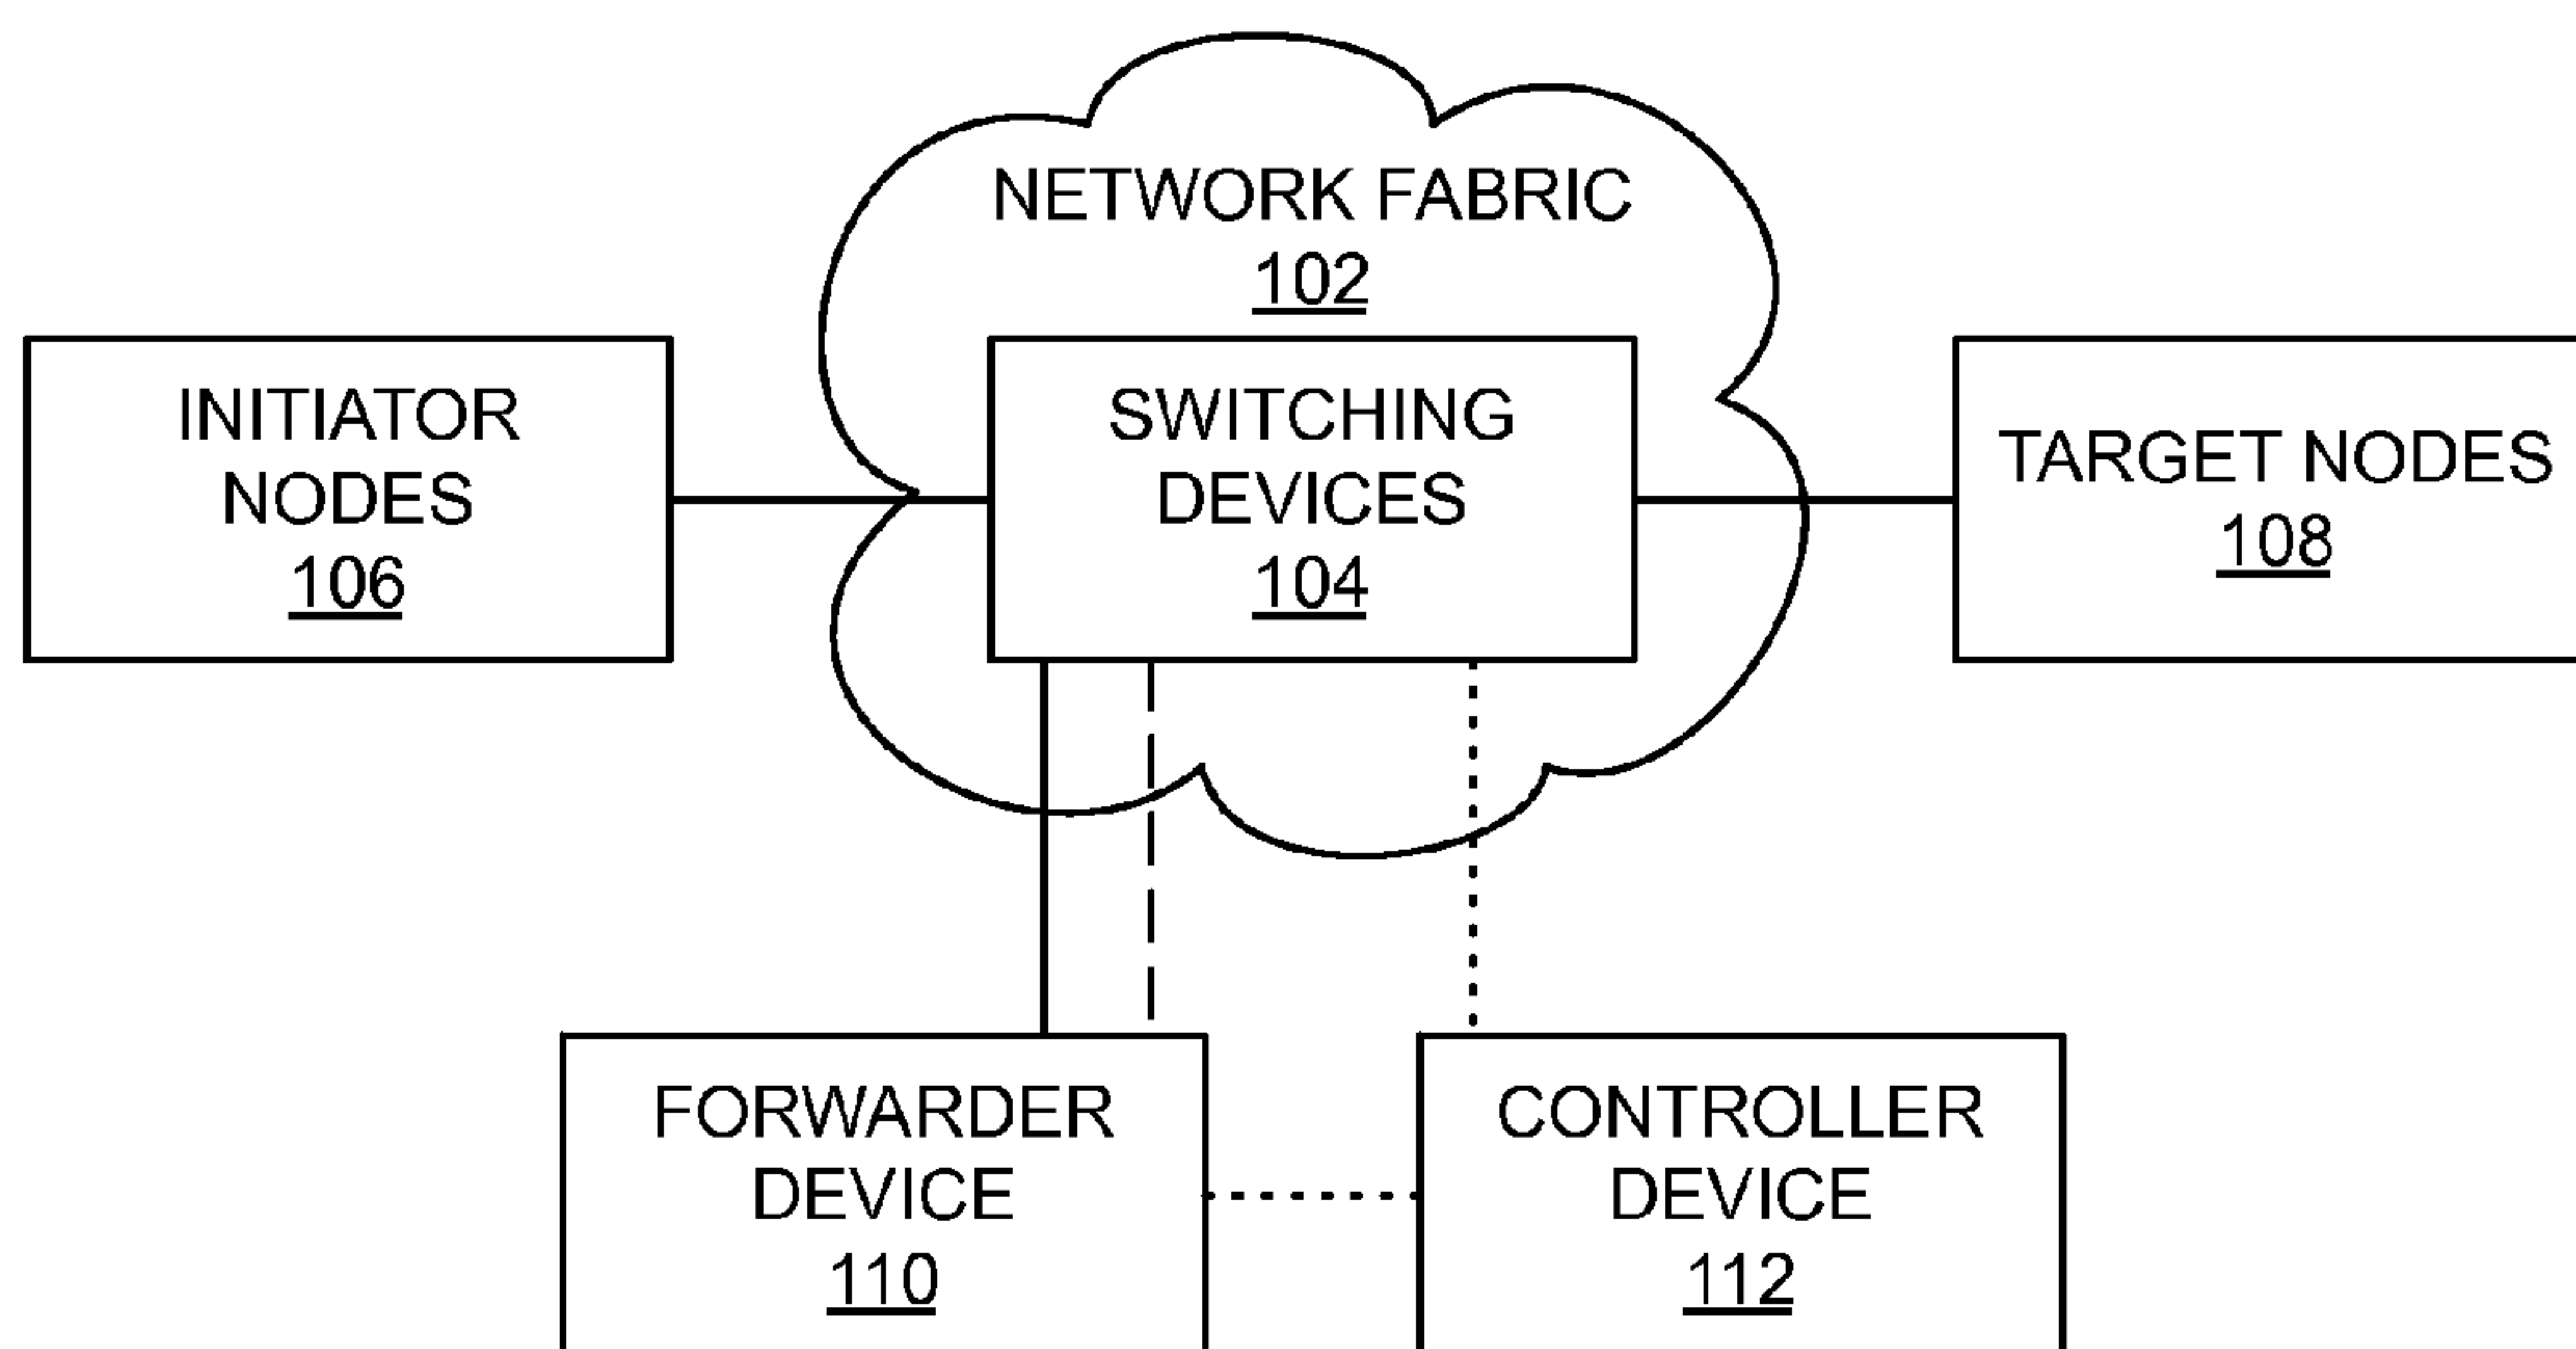 NETWORK FABRIC
102
INITIATOR
NODES
106
SWITCHING
DEVICES
104
TARGET NODES
108
FORWARDER
DEVICE
110
CONTROLLER
DEVICE
112